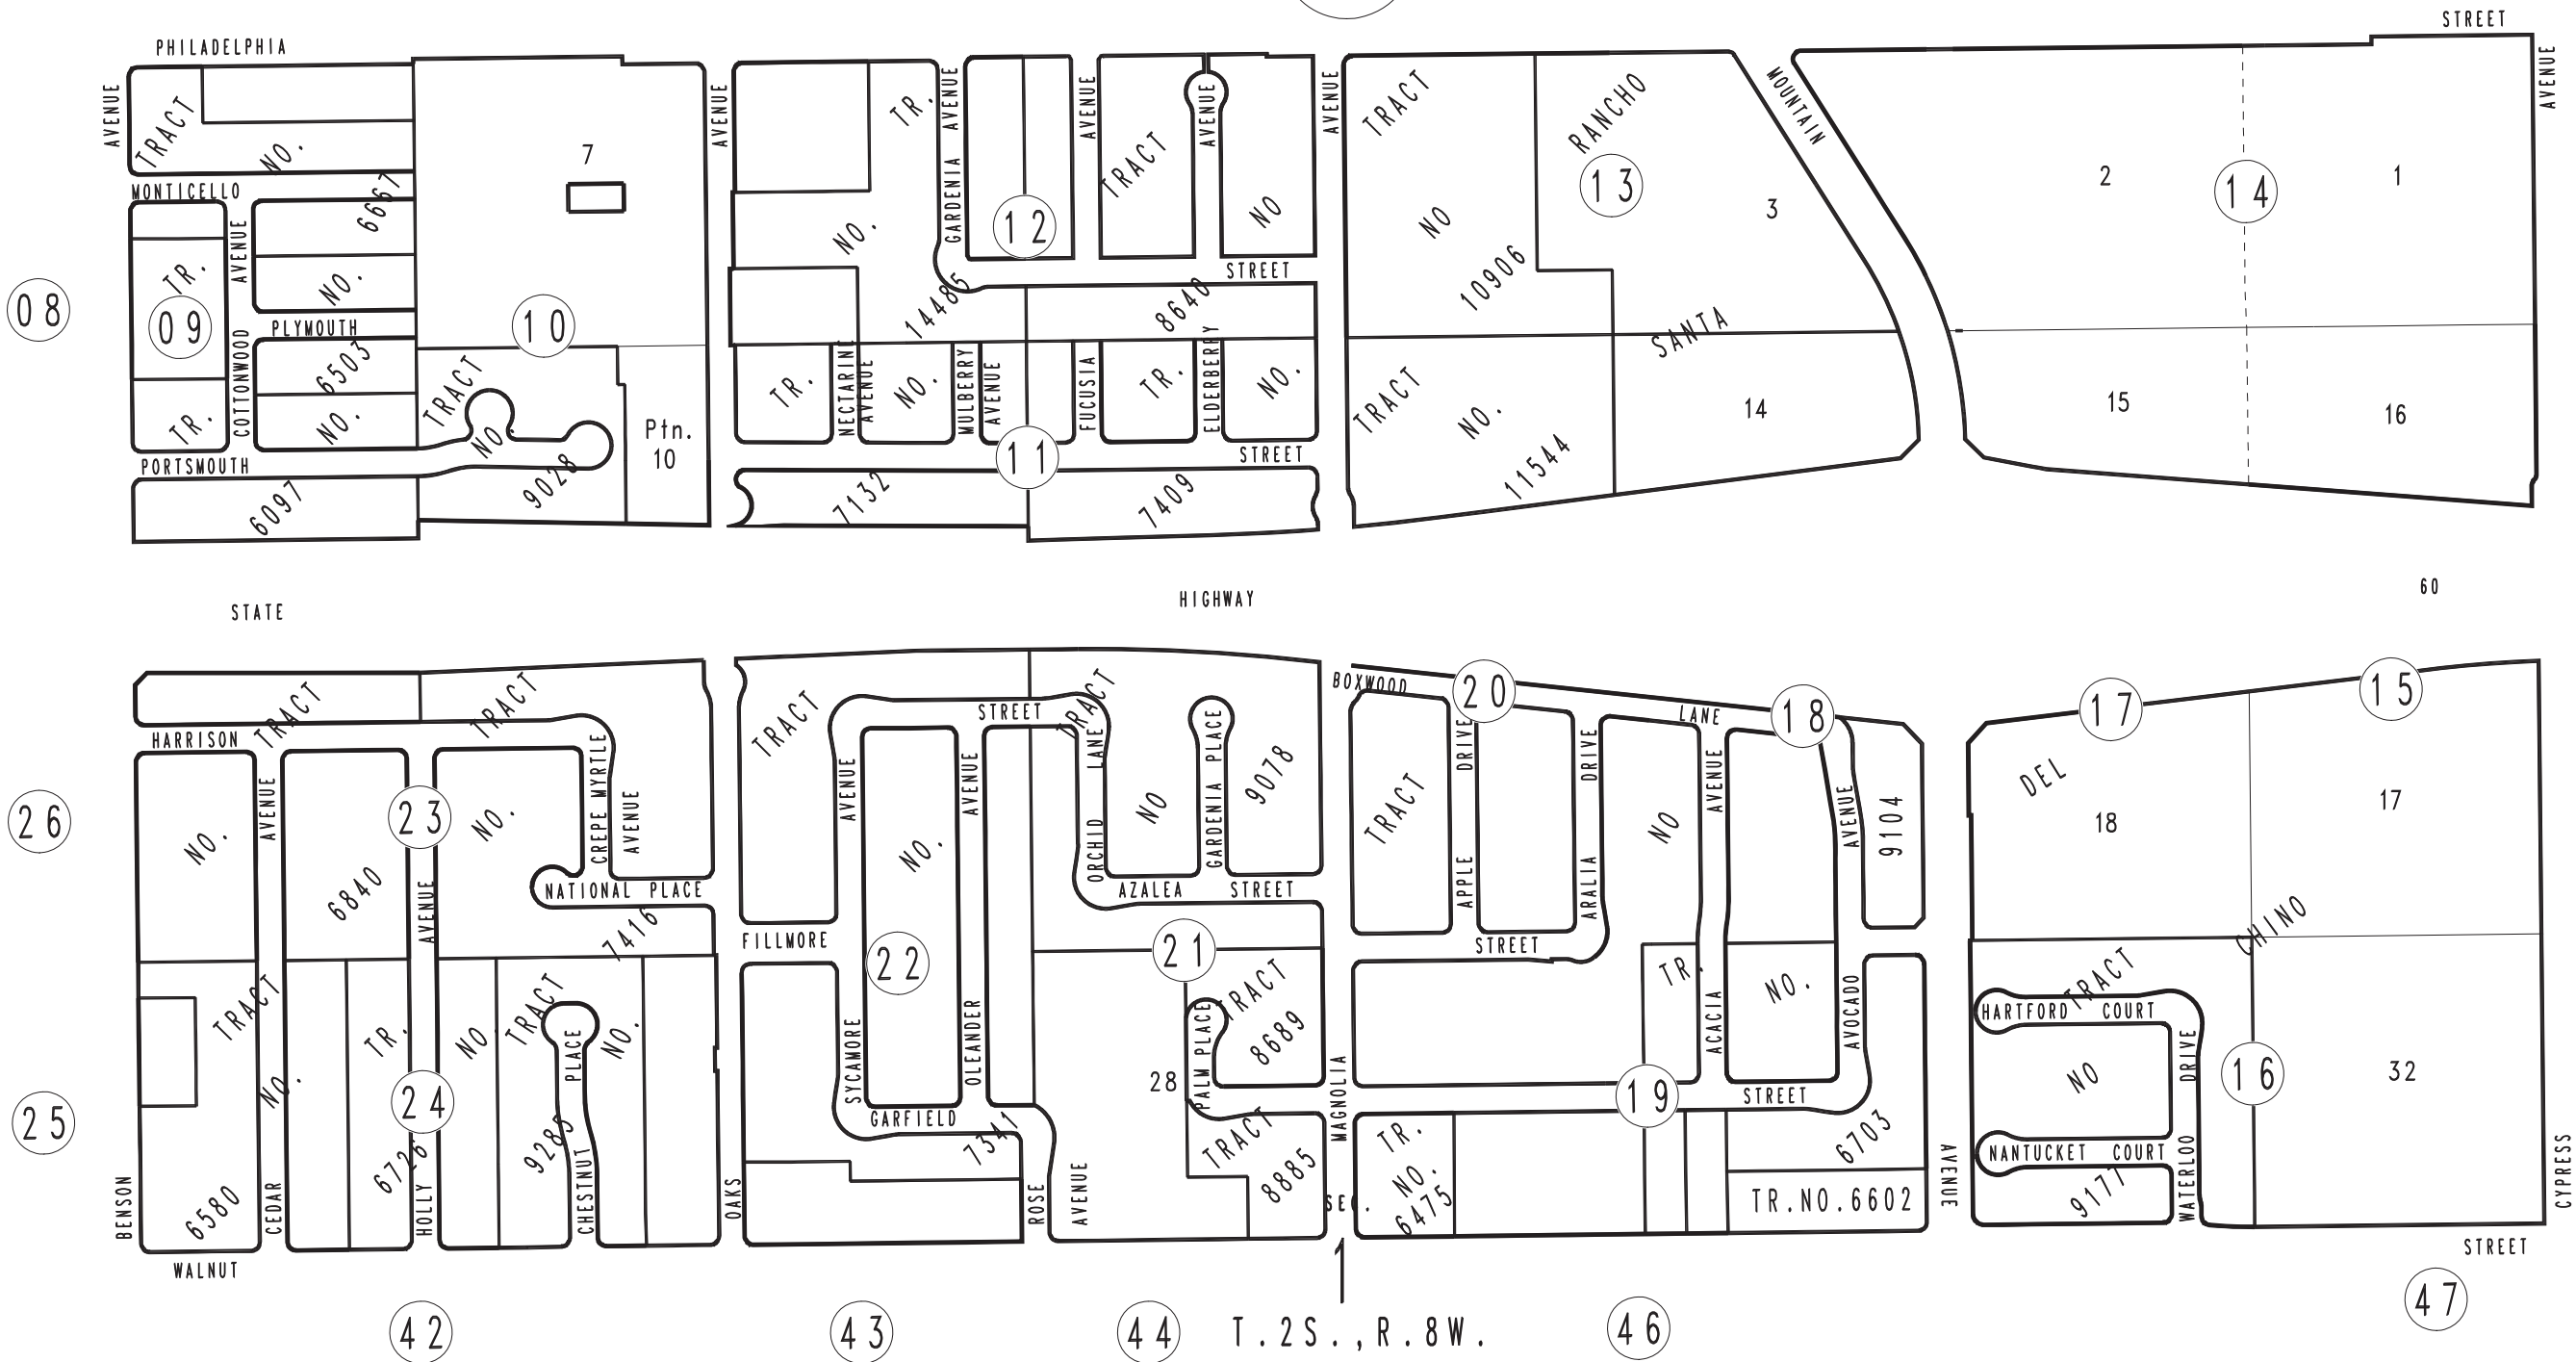 PHILADELPHIA
STREET
AVENUE
AVENUE
AVENUE
AVENUE
AVENUE
AVENUE
AVENUE
TRACT
NO.
6667
MONTICELLO
7
TR.
NO.
GARDENIA
12
TRACT
NO
STREET
8640
14485
TRACT
NO
10906
RANCHO
13
3
MOUNTAIN
2
14
1
SANTA
08
TR.
09
TR.
AVENUE
COTTONWOOD
NO.
PLYMOUTH
6503
NO.
10
TRACT
NO.
9028
Ptn.
10
PORTSMOUTH
6097
TR.
NECTARINE
AVENUE
NO.
MULBERRY
AVENUE
FUCUSIA
TR.
ELDERBERRY
NO.
11
STREET
7132
7409
TRACT
NO.
11544
14
15
16
STATE
HIGHWAY
60
TRACT
TRACT
HARRISON
TRACT
STREET
TRACT
BOXWOOD
20
LANE
18
17
15
26
NO.
AVENUE
23
6840
NO.
CREPE MYRTLE
AVENUE
NATIONAL PLACE
7416
AVENUE
NO.
AVENUE
ORCHID LANE
NO
GARDENIA PLACE
9078
AZALEA STREET
TRACT
APPLE DRIVE
ARALIA DRIVE
NO
AVENUE
AVENUE
9104
DEL
18
17
AVENUE
FILLMORE
22
21
STREET
CHINO
TRACT
NO.
TR.
NO.
TRACT
NO.
PLACE
CHESTNUT
9285
24
6726
25
BENSON
6580
CEDAR
HOLLY
OAKS
WALNUT
SYCAMORE
OLEANDER
GARFIELD
7341
ROSE
AVENUE
28
PALM PLACE
TRACT
8689
TRACT
8885
MAGNOLIA
SEC.
1
TR.
NO.
6475
19
TR.
NO.
ACACIA
AVOCADO
STREET
6703
TR.NO.6602
AVENUE
TRACT
HARTFORD COURT
NO
NANTUCKET COURT
9177
WATERLOO DRIVE
16
32
CYPRESS
STREET
42
43
44
T.2S.,R.8W.
46
47